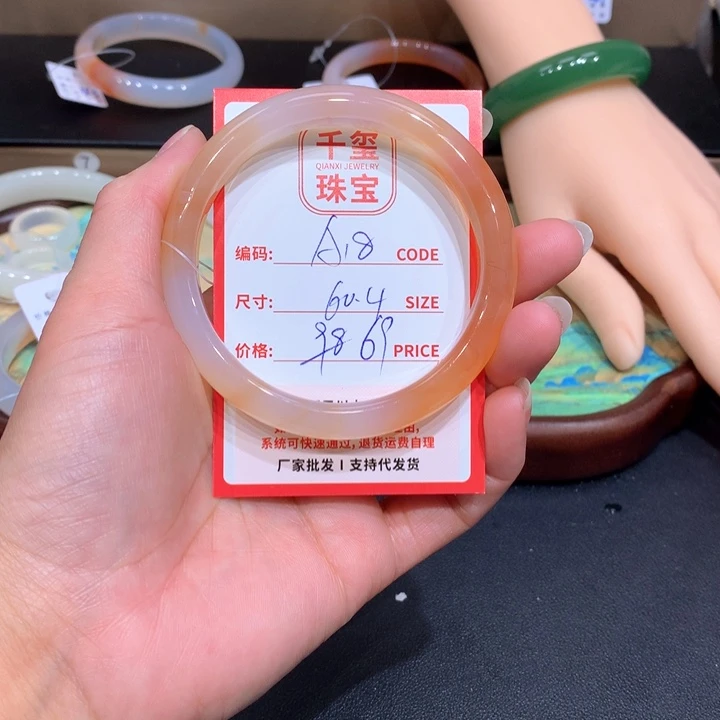 千玺
QIANXI JEWELRY
珠宝
编码: A18 CODE
尺寸: 60.4 SIZE
价格: PRICE
系统可快速通过, 退货运费自理
厂家批发 I 支持代发货